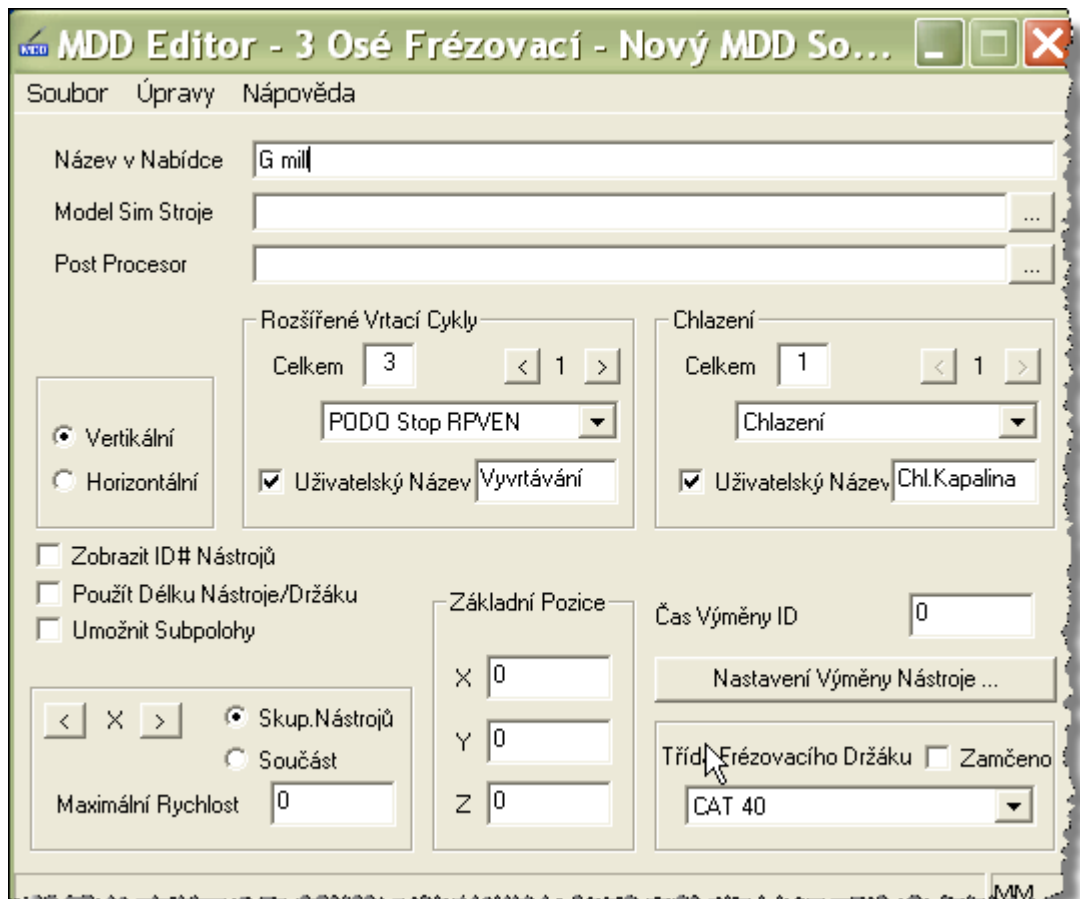 MDD Editor - 3 Osé Frézovací - Nový MDD So...
Soubor Úpravy Nápověda
Název v Nabídce G mill
Model Sim Stroje ...
Post Procesor ...
Rozšířené Vrtací Cykly
Celkem 3 < 1 >
PODO Stop RPVEN
Uživatelský Název Vyvrtávání
Chlazení
Celkem 1 < 1 >
Chlazení
Uživatelský Název Chl.Kapalina
Vertikální
Horizontální
Zobrazit ID# Nástrojů
Použít Délku Nástroje/Držáku
Umožnit Subpolohy
Základní Pozice
X 0
Y 0
Z 0
Čas Výměny ID 0
Nastavení Výměny Nástroje ...
< X > Skup.Nástrojů
Součást
Maximální Rychlost 0
Frézovacího Držáku Zamčeno
CAT 40
MM